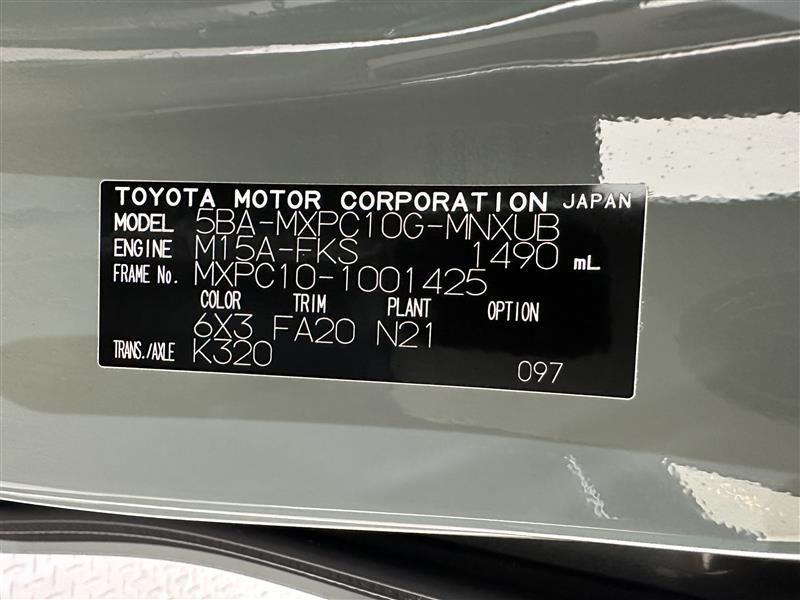 TOYOTA MOTOR CORPORATION JAPAN
MODEL 5BA-MXPC10G-MNXUB
ENGINE M15A-FKS 1490 mL
FRAME No. MXPC10-1001425
COLOR TRIM PLANT OPTION
6X3 FA20 N21
TRANS./AXLE K320
097